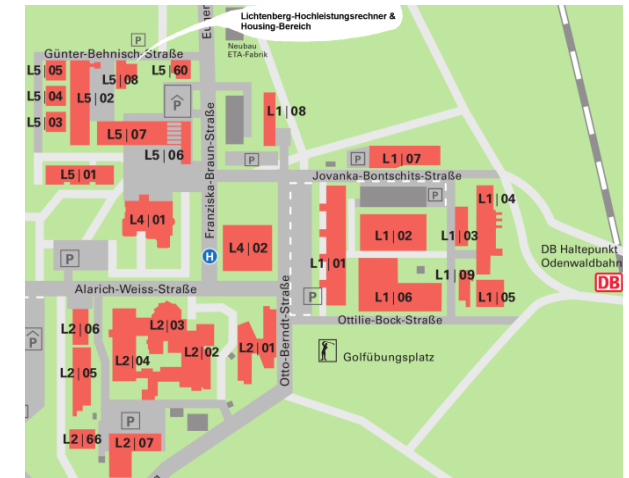 Lichtenberg-Hochleistungsrechner &
Housing-Bereich
P
Günter-Behnisch-Straße
Neubau
ETA-Fabrik
L5|05
L5|08
L5|60
L5|04
L5|02
P
L5|03
L1|08
L5|07
L5|06
Franziska-Braun-Straße
P
P
L1|07
L5|01
Jovanka-Bontschits-Straße
P
L4|01
L1|04
L4|02
L1|02
L1|03
H
P
L1|01
L1|09
DB Haltepunkt
Odenwaldbahn
DB
Alarich-Weiss-Straße
P
L1|06
L1|05
Otto-Berndt-Straße
Ottilie-Bock-Straße
L2|06
L2|03
P
L2|04
L2|02
L2|01
Golfübungsplatz
L2|05
P
L2|66
L2|07